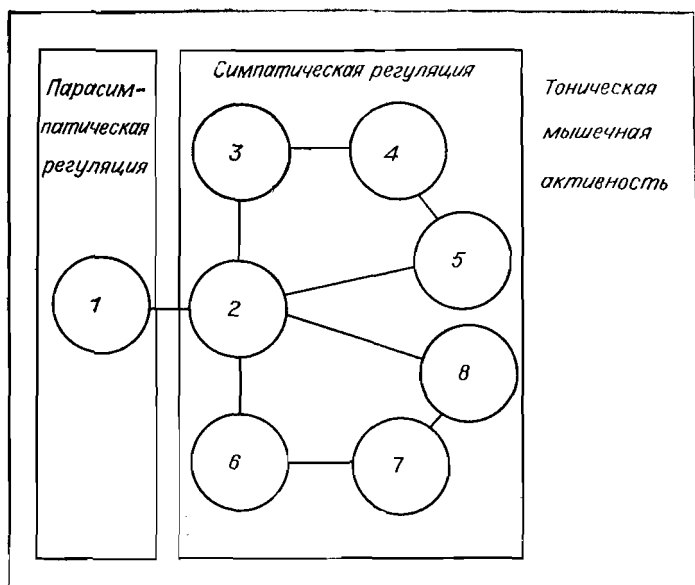 Парасим-
патическая
регуляция
Симпатическая регуляция
Тоническая
мышечная
активность
3
4
5
1
2
8
6
7